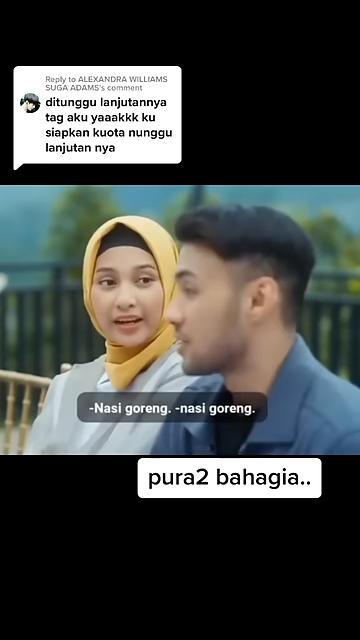 Reply to ALEXANDRA WILLIAMS
SUGA ADAMS's comment
ditunggu lanjutannya
tag aku yaaakkk ku
siapkan kuota nunggu
lanjutan nya
-Nasi goreng. -nasi goreng.
pura2 bahagia..